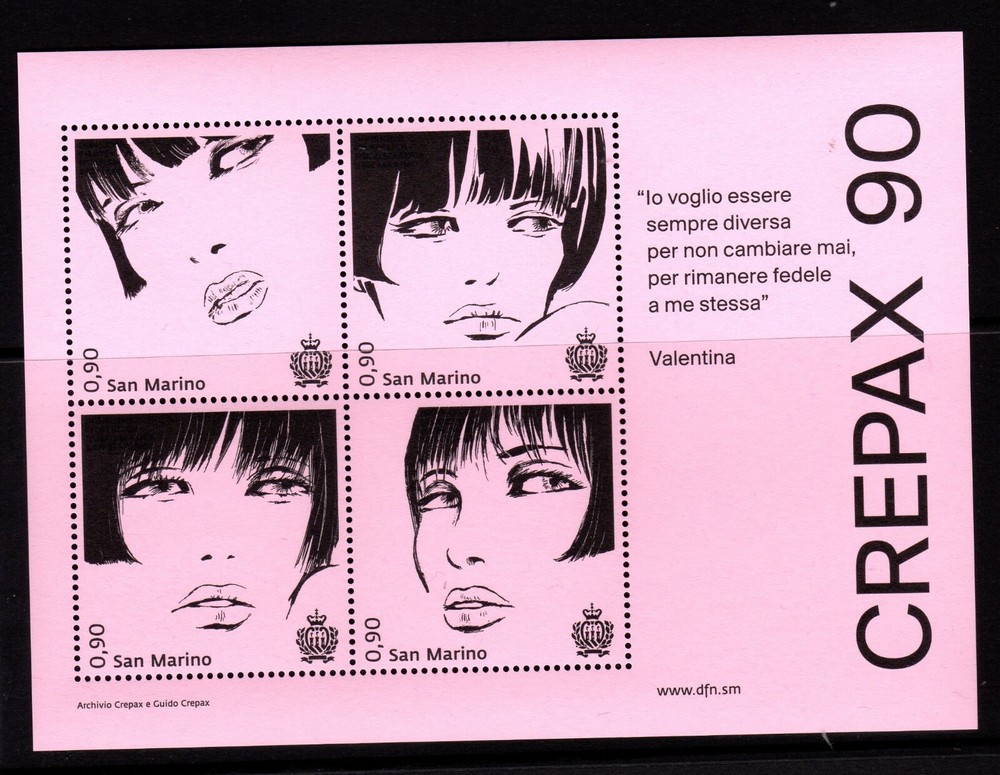 0,90
San Marino
0,90
San Marino
0,90
San Marino
0,90
San Marino
“Io voglio essere
sempre diversa
per non cambiare mai,
per rimanere fedele
a me stessa”
Valentina
CREPAX 90
Archivio Crepax e Guido Crepax
www.dfn.sm